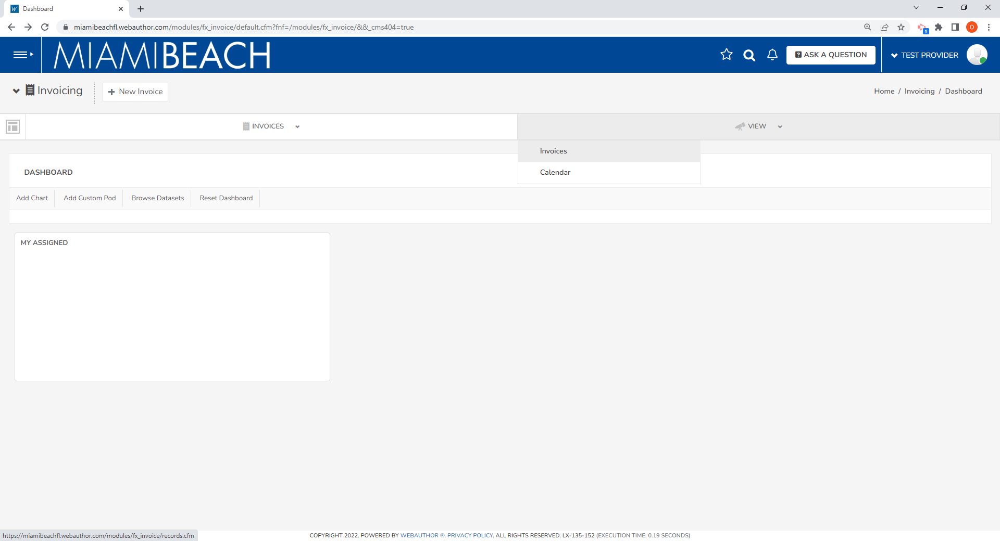 Dashboard
miamibeachfl.webauthor.com/modules/fx_invoice/default.cfm?fnf=/modules/fx_invoice/&&_cms404=true
1
O
MIAMIBEACH
? ASK A QUESTION
TEST PROVIDER
Invoicing
+ New Invoice
Home / Invoicing / Dashboard
INVOICES
VIEW
Invoices
Calendar
DASHBOARD
Add Chart
Add Custom Pod
Browse Datasets
Reset Dashboard
MY ASSIGNED
https://miamibeachfl.webauthor.com/modules/fx_invoice/records.cfm
COPYRIGHT 2022. POWERED BY WEBAUTHOR ®. PRIVACY POLICY. ALL RIGHTS RESERVED. LX-135-152 (EXECUTION TIME: 0.19 SECONDS)